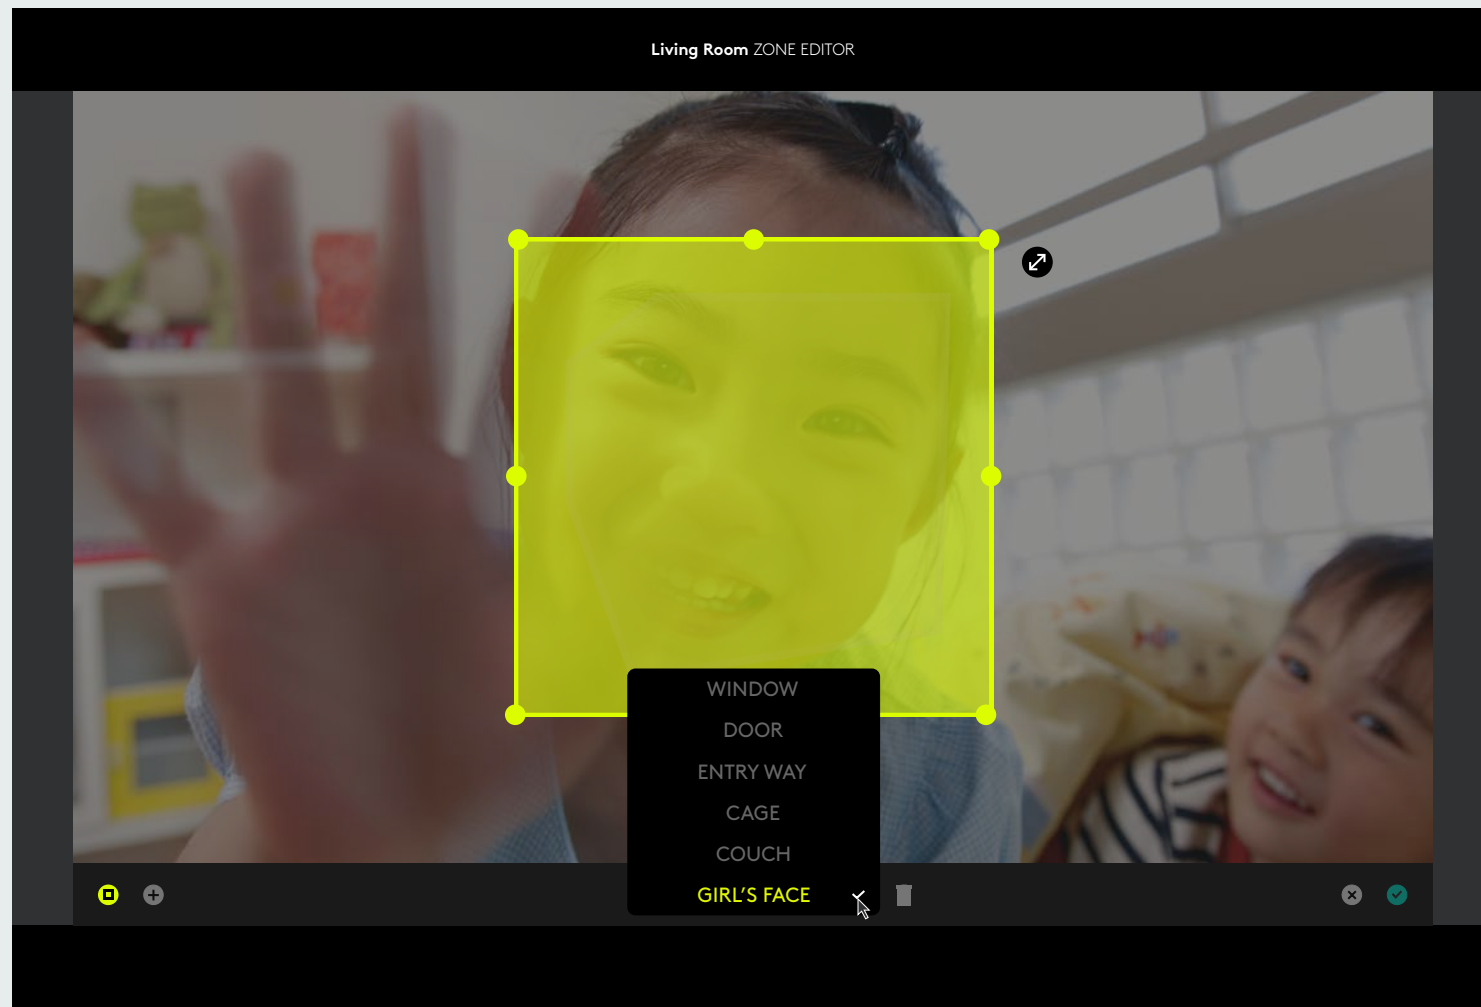 Living Room ZONE EDITOR
WINDOW
DOOR
ENTRY WAY
CAGE
COUCH
GIRL’S FACE